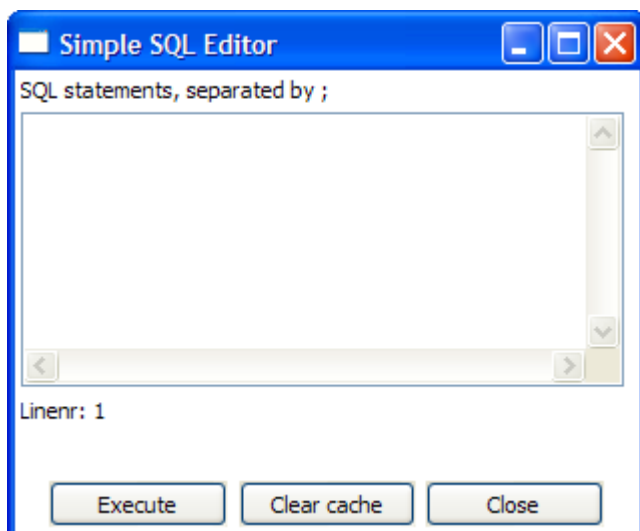 Simple SQL Editor
SQL statements, separated by ;
Linenr: 1
Execute Clear cache Close